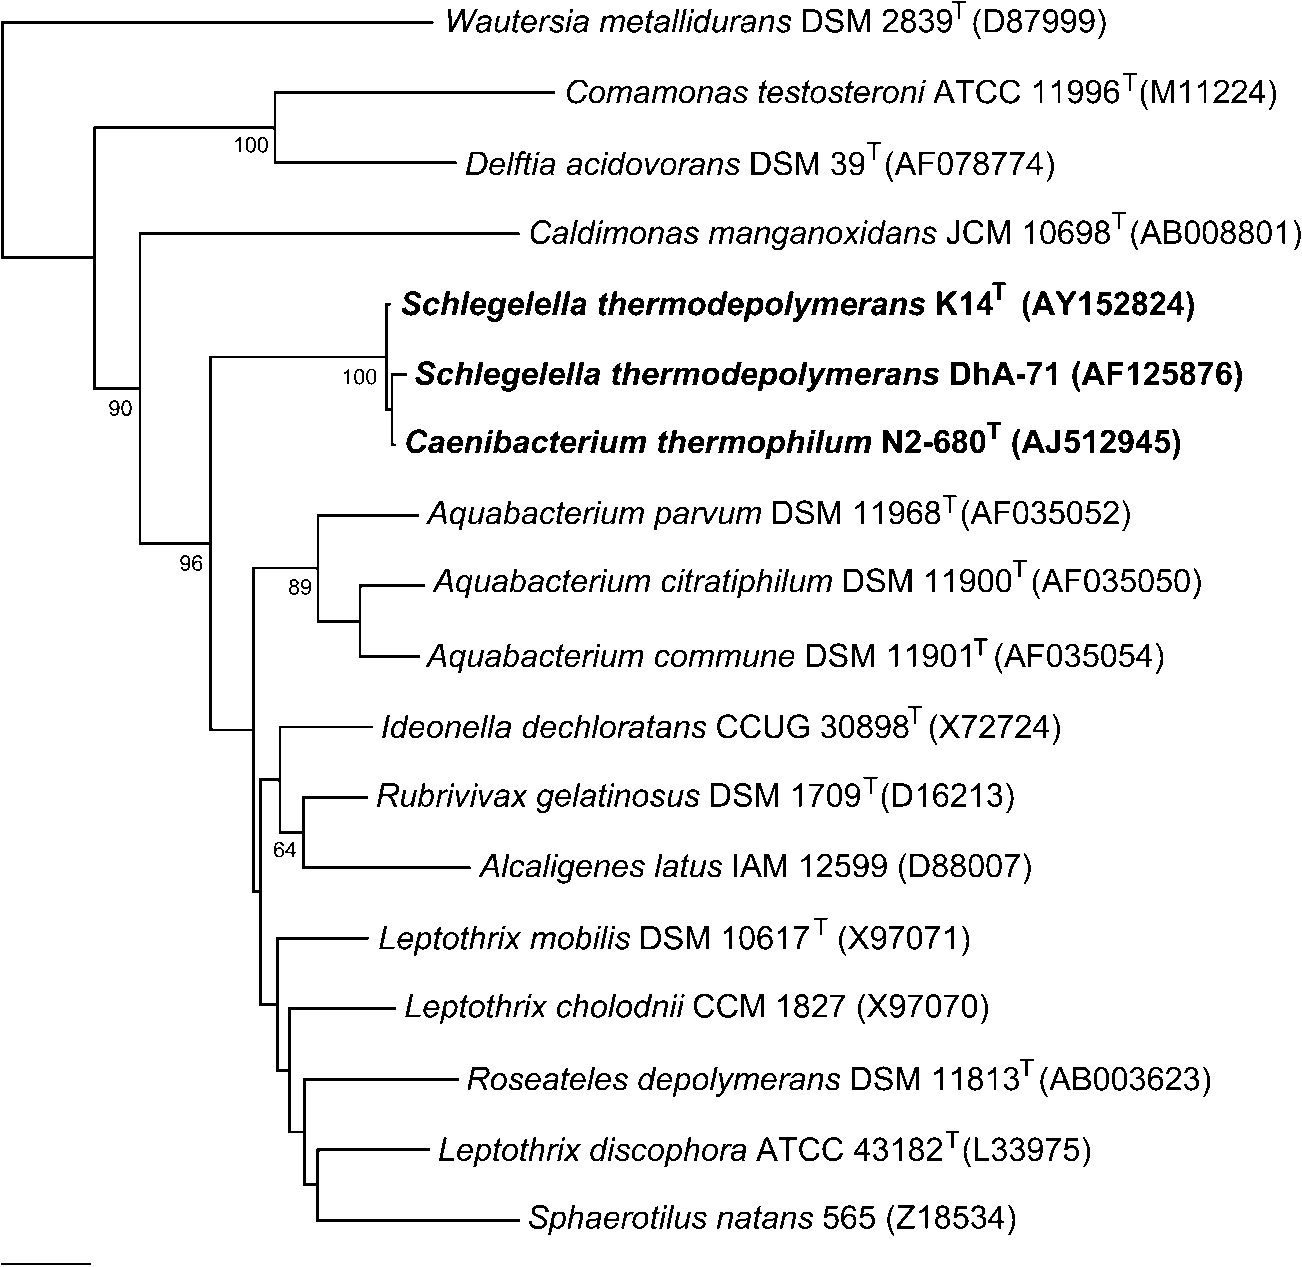 Wautersia metallidurans DSM 2839T (D87999)
Comamonas testosteroni ATCC 11996T (M11224)
100
Delftia acidovorans DSM 39T (AF078774)
Caldimonas manganoxidans JCM 10698T (AB008801)
Schlegelella thermodepolymerans K14T (AY152824)
100
Schlegelella thermodepolymerans DhA-71 (AF125876)
90
Caenibacterium thermophilum N2-680T (AJ512945)
Aquabacterium parvum DSM 11968T (AF035052)
96
89
Aquabacterium citratiphilum DSM 11900T (AF035050)
Aquabacterium commune DSM 11901T (AF035054)
Ideonella dechloratans CCUG 30898T (X72724)
Rubrivivax gelatinosus DSM 1709T (D16213)
64
Alcaligenes latus IAM 12599 (D88007)
Leptothrix mobilis DSM 10617T (X97071)
Leptothrix cholodnii CCM 1827 (X97070)
Roseateles depolymerans DSM 11813T (AB003623)
Leptothrix discophora ATCC 43182T (L33975)
Sphaerotilus natans 565 (Z18534)